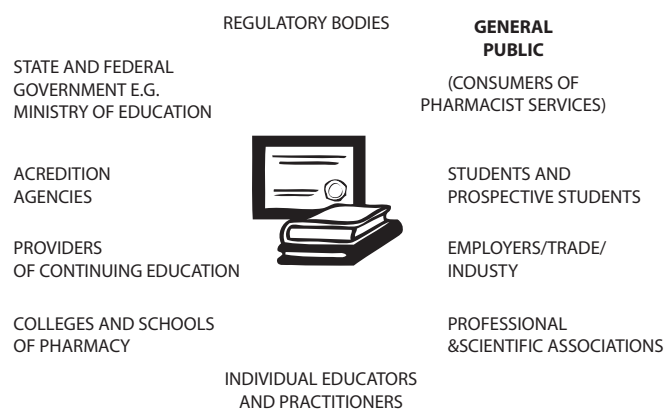 REGULATORY BODIES
GENERAL
PUBLIC
(CONSUMERS OF
PHARMACIST SERVICES)
STATE AND FEDERAL
GOVERNMENT E.G.
MINISTRY OF EDUCATION
ACREDITION
AGENCIES
STUDENTS AND
PROSPECTIVE STUDENTS
PROVIDERS
OF CONTINUING EDUCATION
EMPLOYERS/TRADE/
INDUSTY
COLLEGES AND SCHOOLS
OF PHARMACY
PROFESSIONAL
&SCIENTIFIC ASSOCIATIONS
INDIVIDUAL EDUCATORS
AND PRACTITIONERS